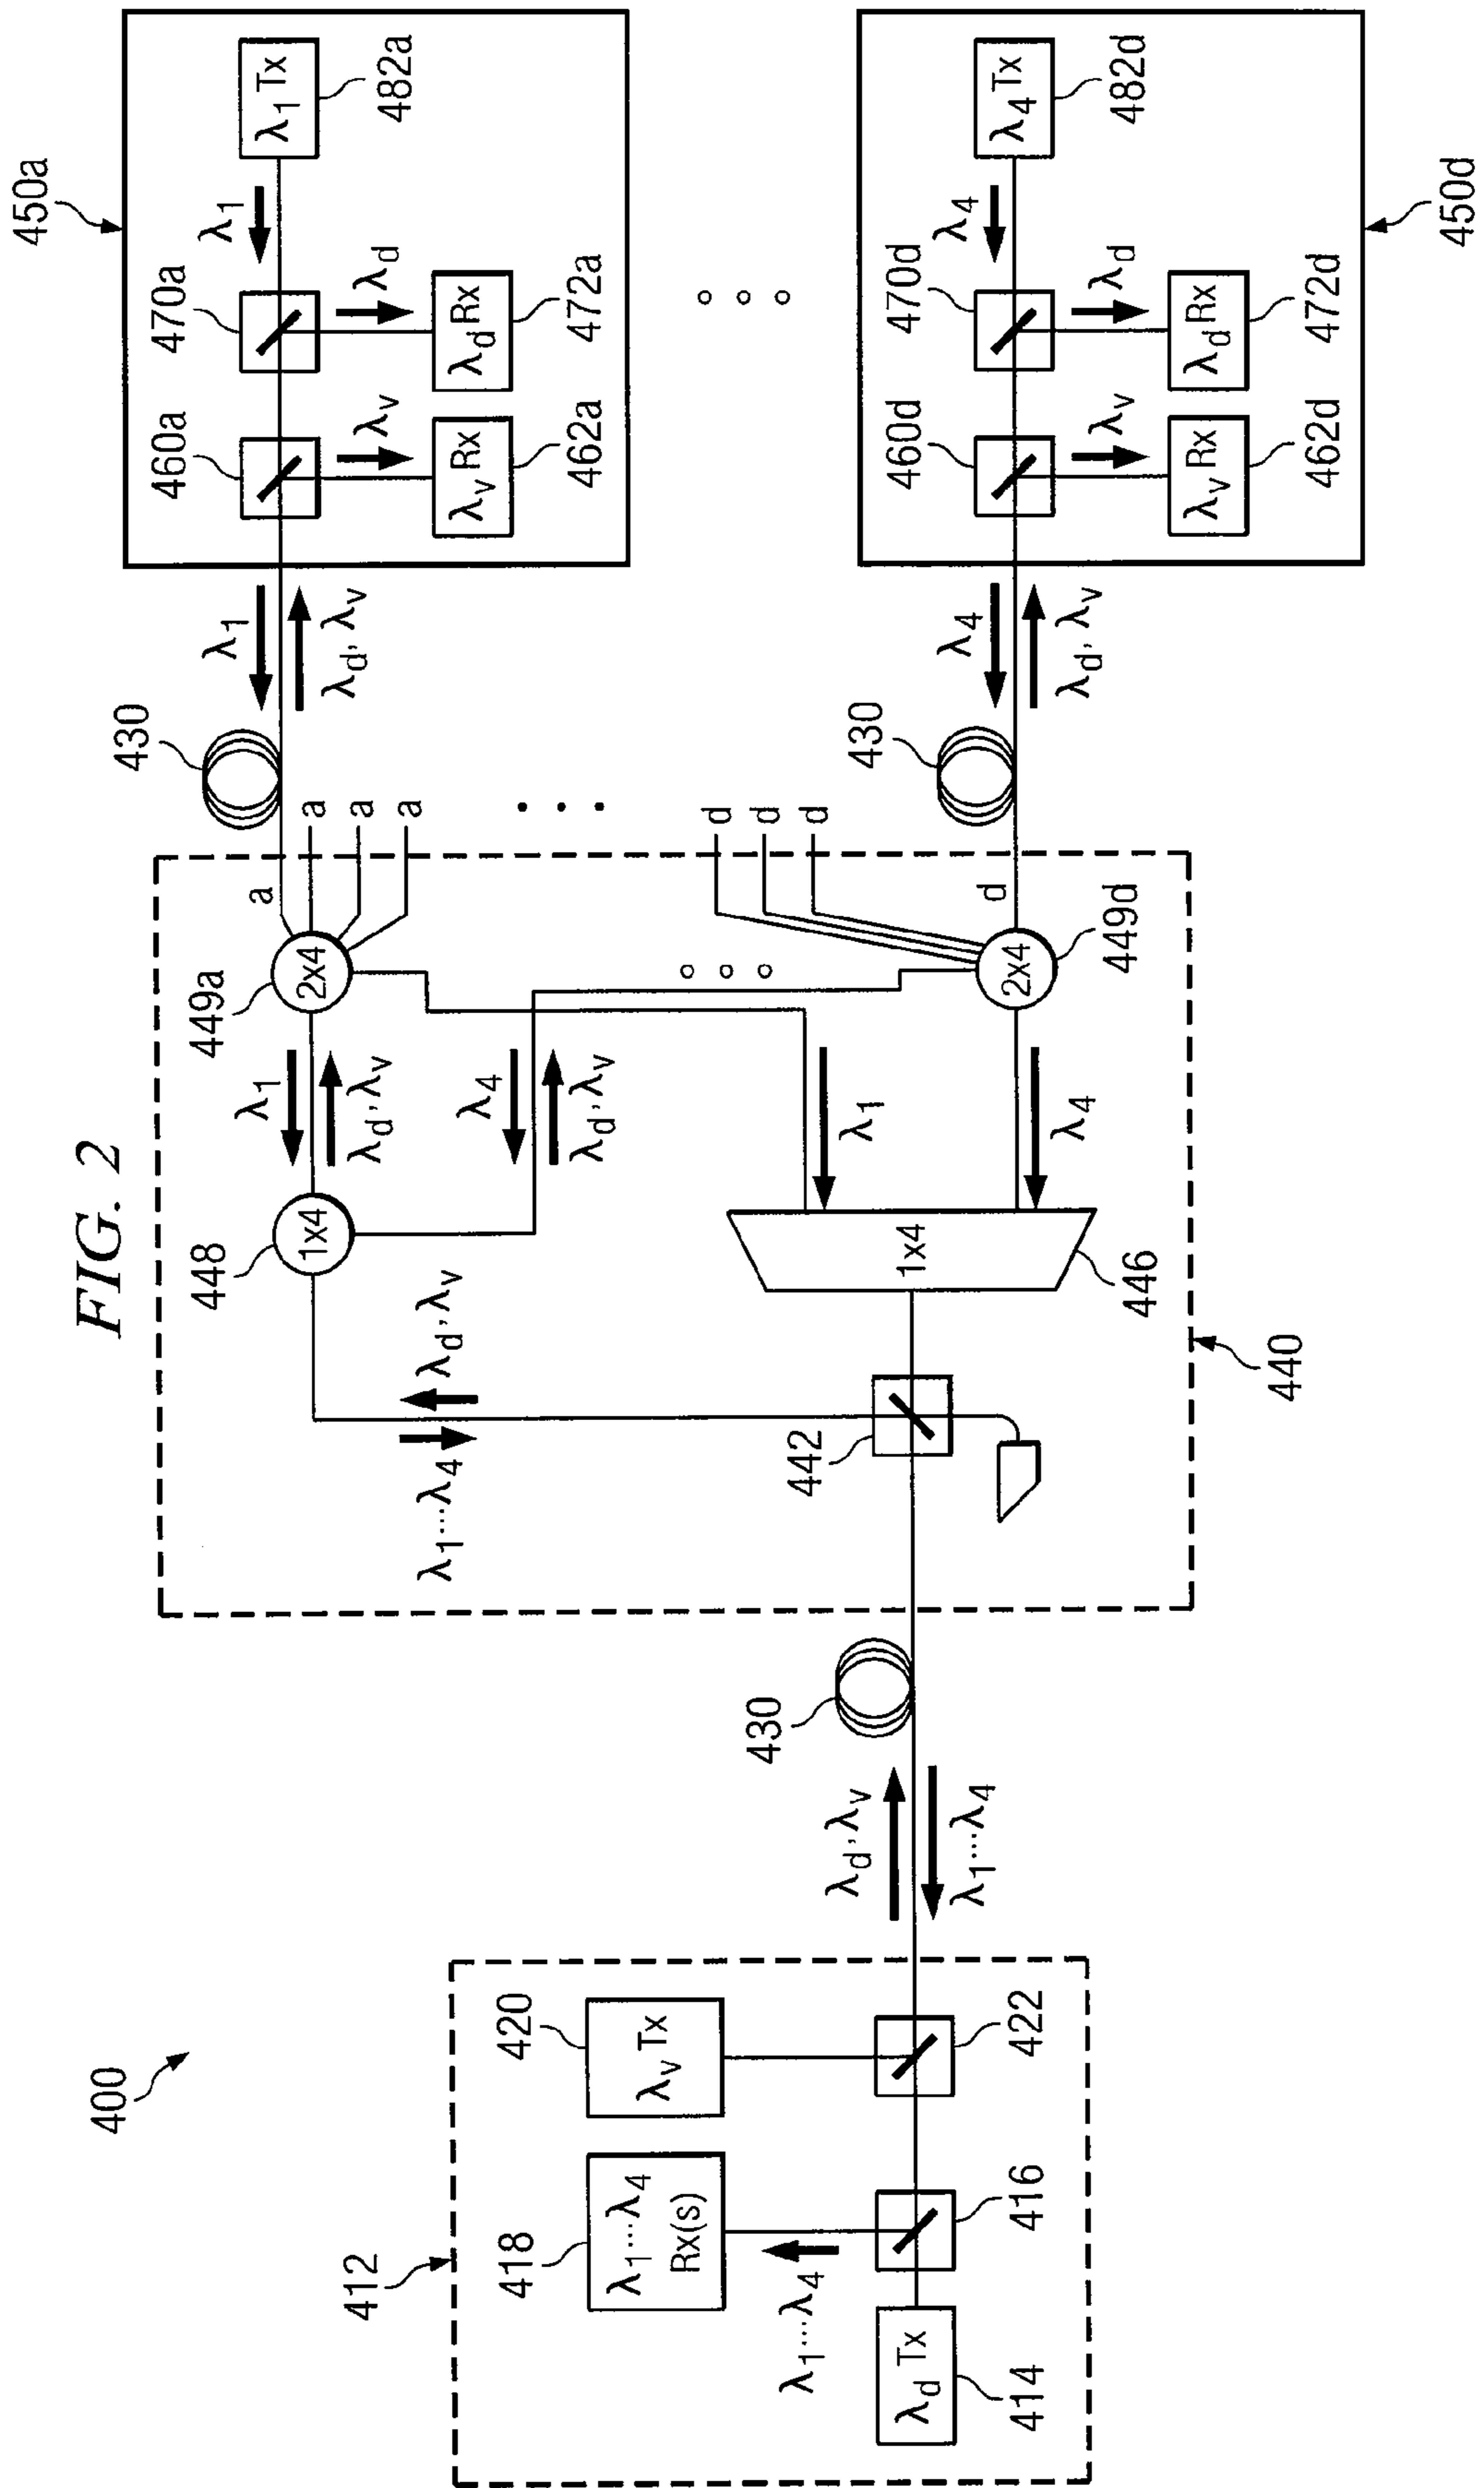 FIG. 2
400
412
λd Tx
414
416
λ1...λ4
λ1...λ4
Rx(s)
418
λv Tx
420
422
λd, λv
λ1...λ4
430
440
442
λ1...λ4
λd, λv
1x4
446
1x4
448
λ1
λd, λv
λ4
λd, λv
λ1
λ4
2x4
449a
a
a
a
a
2x4
449d
d
d
d
d
430
λ1
λd, λv
430
λ4
λd, λv
450a
460a
λv
λv Rx
462a
470a
λd
λd Rx
472a
λ1
λ1 Tx
482a
450d
460d
λv
λv Rx
462d
470d
λd
λd Rx
472d
λ4
λ4 Tx
482d